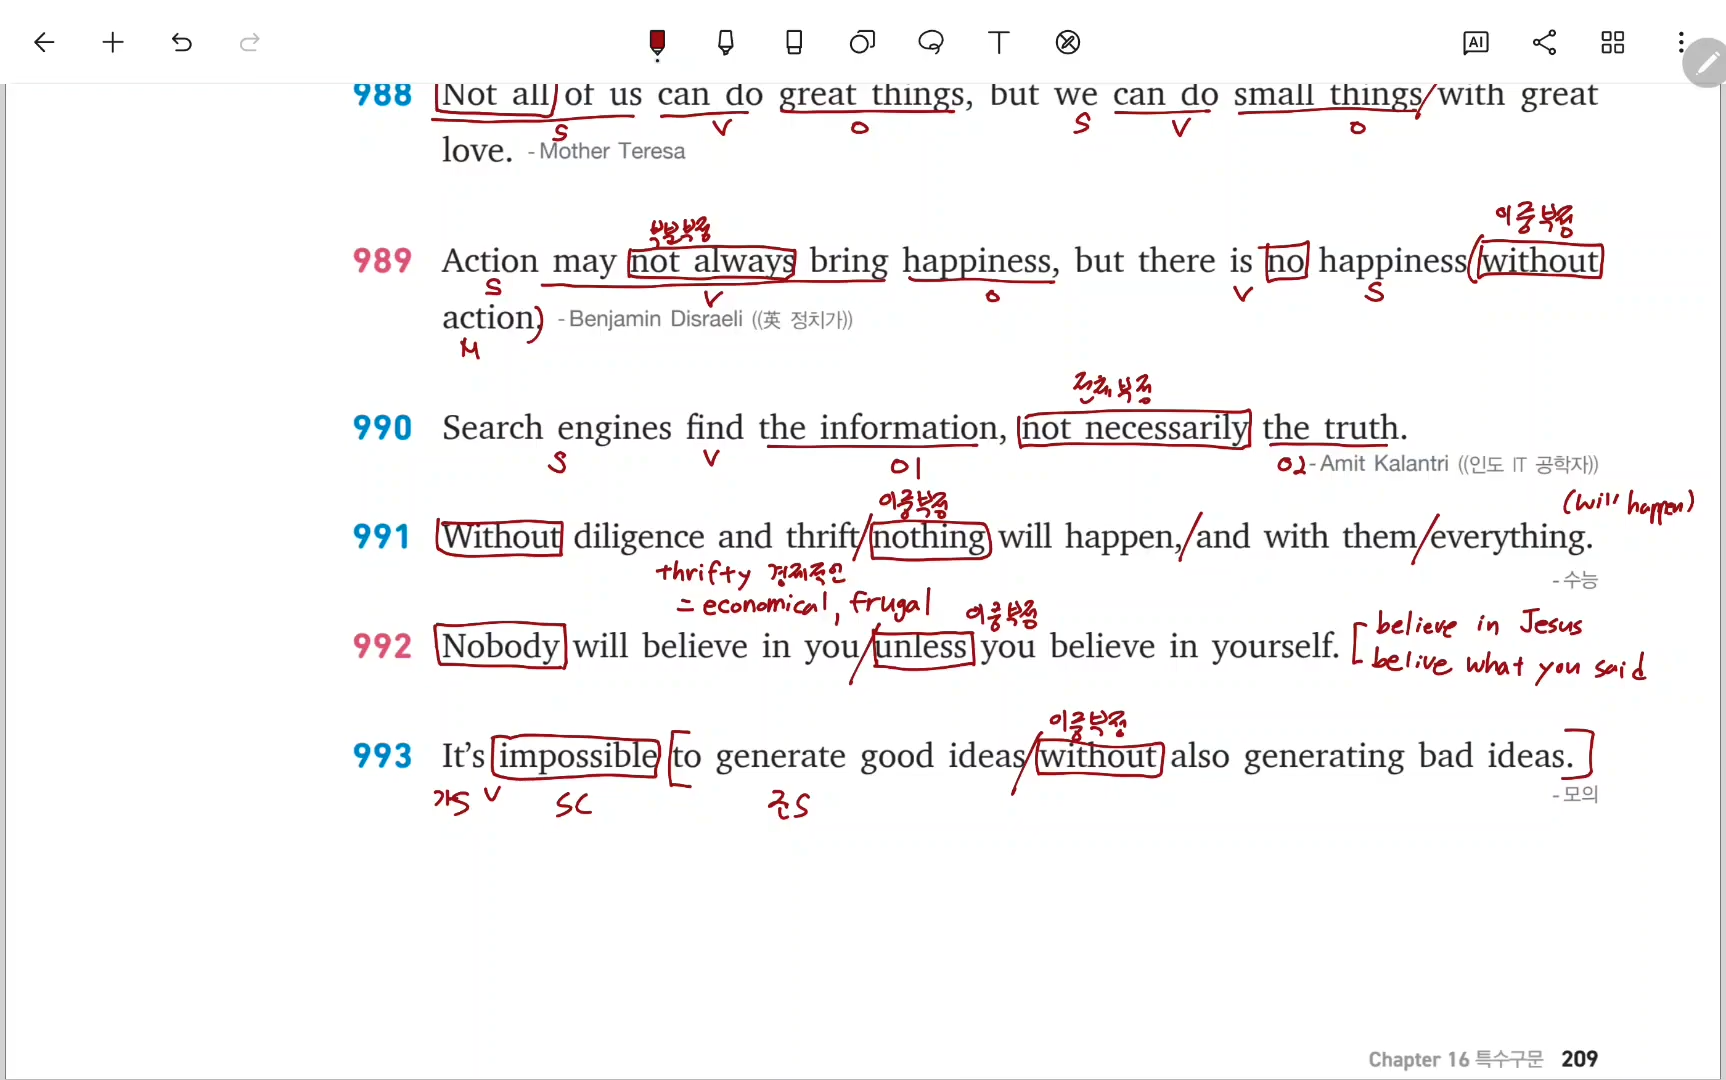 AI
988 Not all of us can do great things, but we can do small things with great
S V O S V O
love. - Mother Teresa
부분부정 이중부정
989 Action may not always bring happiness, but there is no happiness without
S V O V S
action. - Benjamin Disraeli ((英 정치가))
M
전체부정
990 Search engines find the information, not necessarily the truth.
S V O1 O2 - Amit Kalantri ((인도 IT 공학자))
이중부정 (will happen)
991 Without diligence and thrift nothing will happen, and with them everything.
thrifty 경제적인 - 수능
= economical, frugal 이중부정
believe in Jesus
992 Nobody will believe in you unless you believe in yourself.
belive what you said
이중부정
993 It's impossible to generate good ideas without also generating bad ideas.
가S V SC 진S - 모의
Chapter 16 특수구문 209